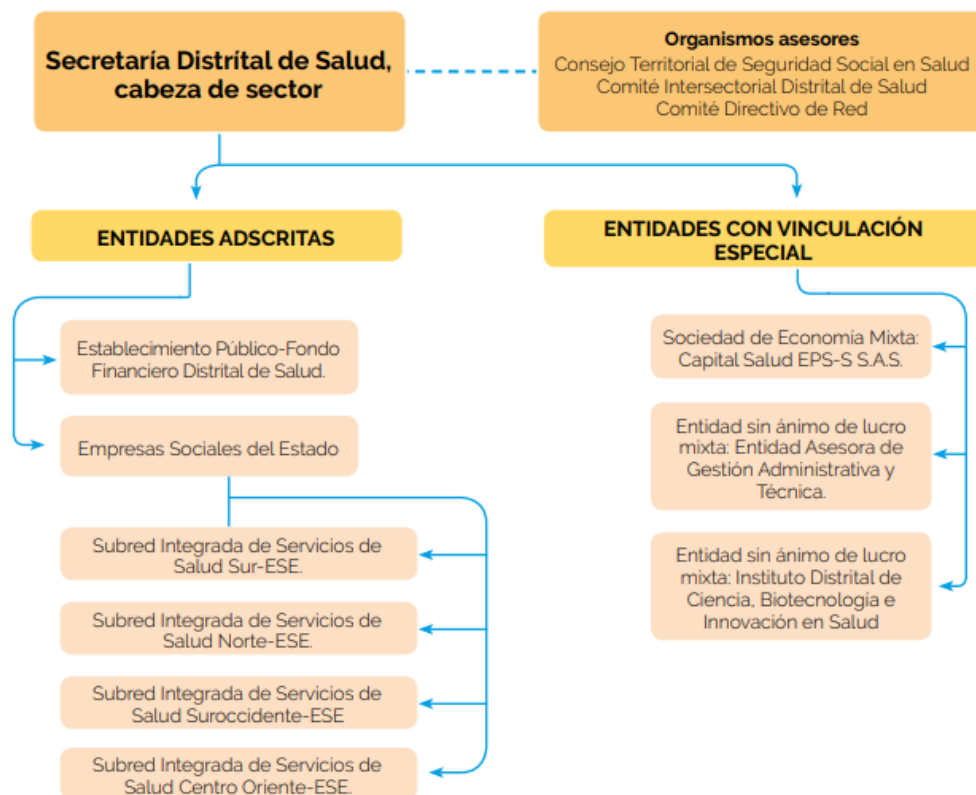 Secretaría Distrítal de Salud,
cabeza de sector
Organismos asesores
Consejo Territorial de Seguridad Social en Salud
Comité Intersectorial Distrital de Salud
Comité Directivo de Red
ENTIDADES ADSCRITAS
Establecimiento Público-Fondo
Financiero Distrital de Salud.
Empresas Sociales del Estado
Subred Integrada de Servicios de
Salud Sur-ESE.
Subred Integrada de Servicios de
Salud Norte-ESE.
Subred Integrada de Servicios de
Salud Suroccidente-ESE
Subred Integrada de Servicios de
Salud Centro Oriente-ESE.
ENTIDADES CON VINCULACIÓN
ESPECIAL
Sociedad de Economía Mixta:
Capital Salud EPS-S S.A.S.
Entidad sin ánimo de lucro
mixta: Entidad Asesora de
Gestión Administrativa y
Técnica.
Entidad sin ánimo de lucro
mixta: Instituto Distrital de
Ciencia, Biotecnología e
Innovación en Salud